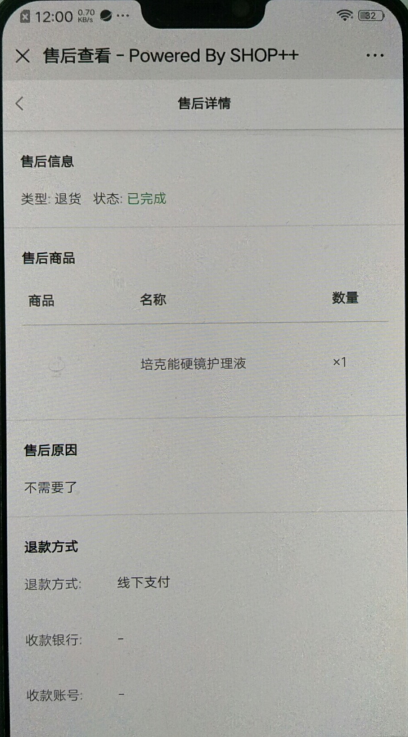 12:00 0.70 KB/s ··· 82
售后查看 - Powered By SHOP++ ···
售后详情
售后信息
类型: 退货 状态: 已完成
售后商品
商品 名称 数量
培克能硬镜护理液 ×1
售后原因
不需要了
退款方式
退款方式: 线下支付
收款银行: -
收款账号: -